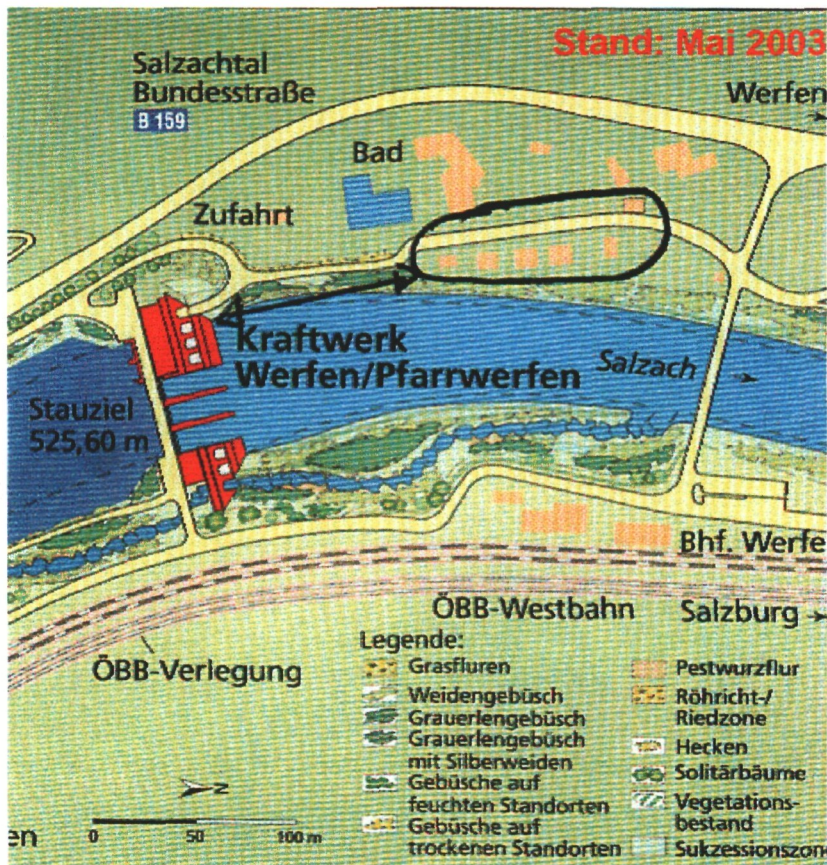 Stand: Mai 2003
Salzachtal
Bundesstraße
B 159
Werfen
Bad
Zufahrt
Kraftwerk
Werfen/Pfarrwerfen
Salzach
Stauziel
525,60 m
Bhf. Werfe
ÖBB-Westbahn
Salzburg
ÖBB-Verlegung
Legende:
Grasfluren
Weidengebüsch
Grauerlengebüsch
Grauerlengebüsch
mit Silberweiden
Gebüsche auf
feuchten Standorten
Gebüsche auf
trockenen Standorten
Pestwurzflur
Röhricht-/
Riedzone
Hecken
Solitärbäume
Vegetations-
bestand
Sukzessionszon
N
en
0 50 100 m